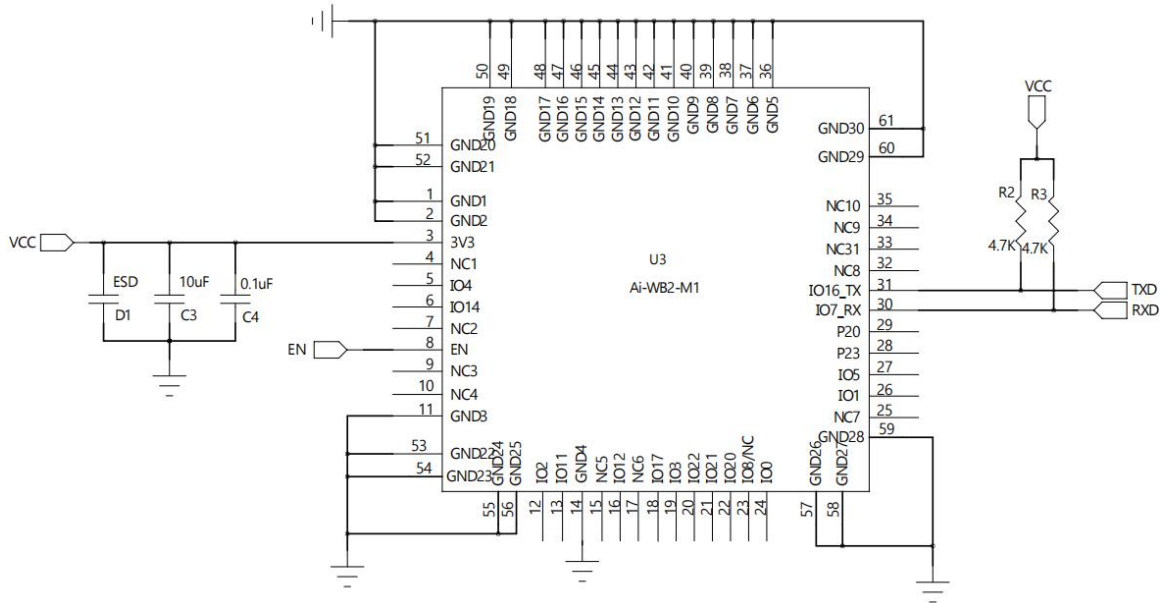 50 49 48 47 46 45 44 43 42 41 40 39 38 37 36
GND19 GND18 GND17 GND16 GND15 GND14 GND13 GND12 GND11 GND10 GND9 GND8 GND7 GND6 GND5
VCC
GND30 61
GND29 60
51 GND20
52 GND21
1 GND1
2 GND2
VCC
3 3V3
4 NC1
5 IO4
6 IO14
7 NC2
EN
8 EN
9 NC3
10 NC4
11 GND3
53 GND22
54 GND23
ESD
D1
10uF
C3
0.1uF
C4
U3
Ai-WB2-M1
NC10 35
NC9 34
NC31 33
NC8 32
IO16_TX 31
IO7_RX 30
P20 29
P23 28
IO5 27
IO1 26
NC7 25
GND28 59
R2
4.7K
R3
4.7K
TXD
RXD
GND24 GND25 IO2 IO11 GND4 NC5 IO12 NC6 IO17 IO3 IO22 IO21 IO20 IO8/NC IO0 GND26 GND27
55 56 12 13 14 15 16 17 18 19 20 21 22 23 24 57 58